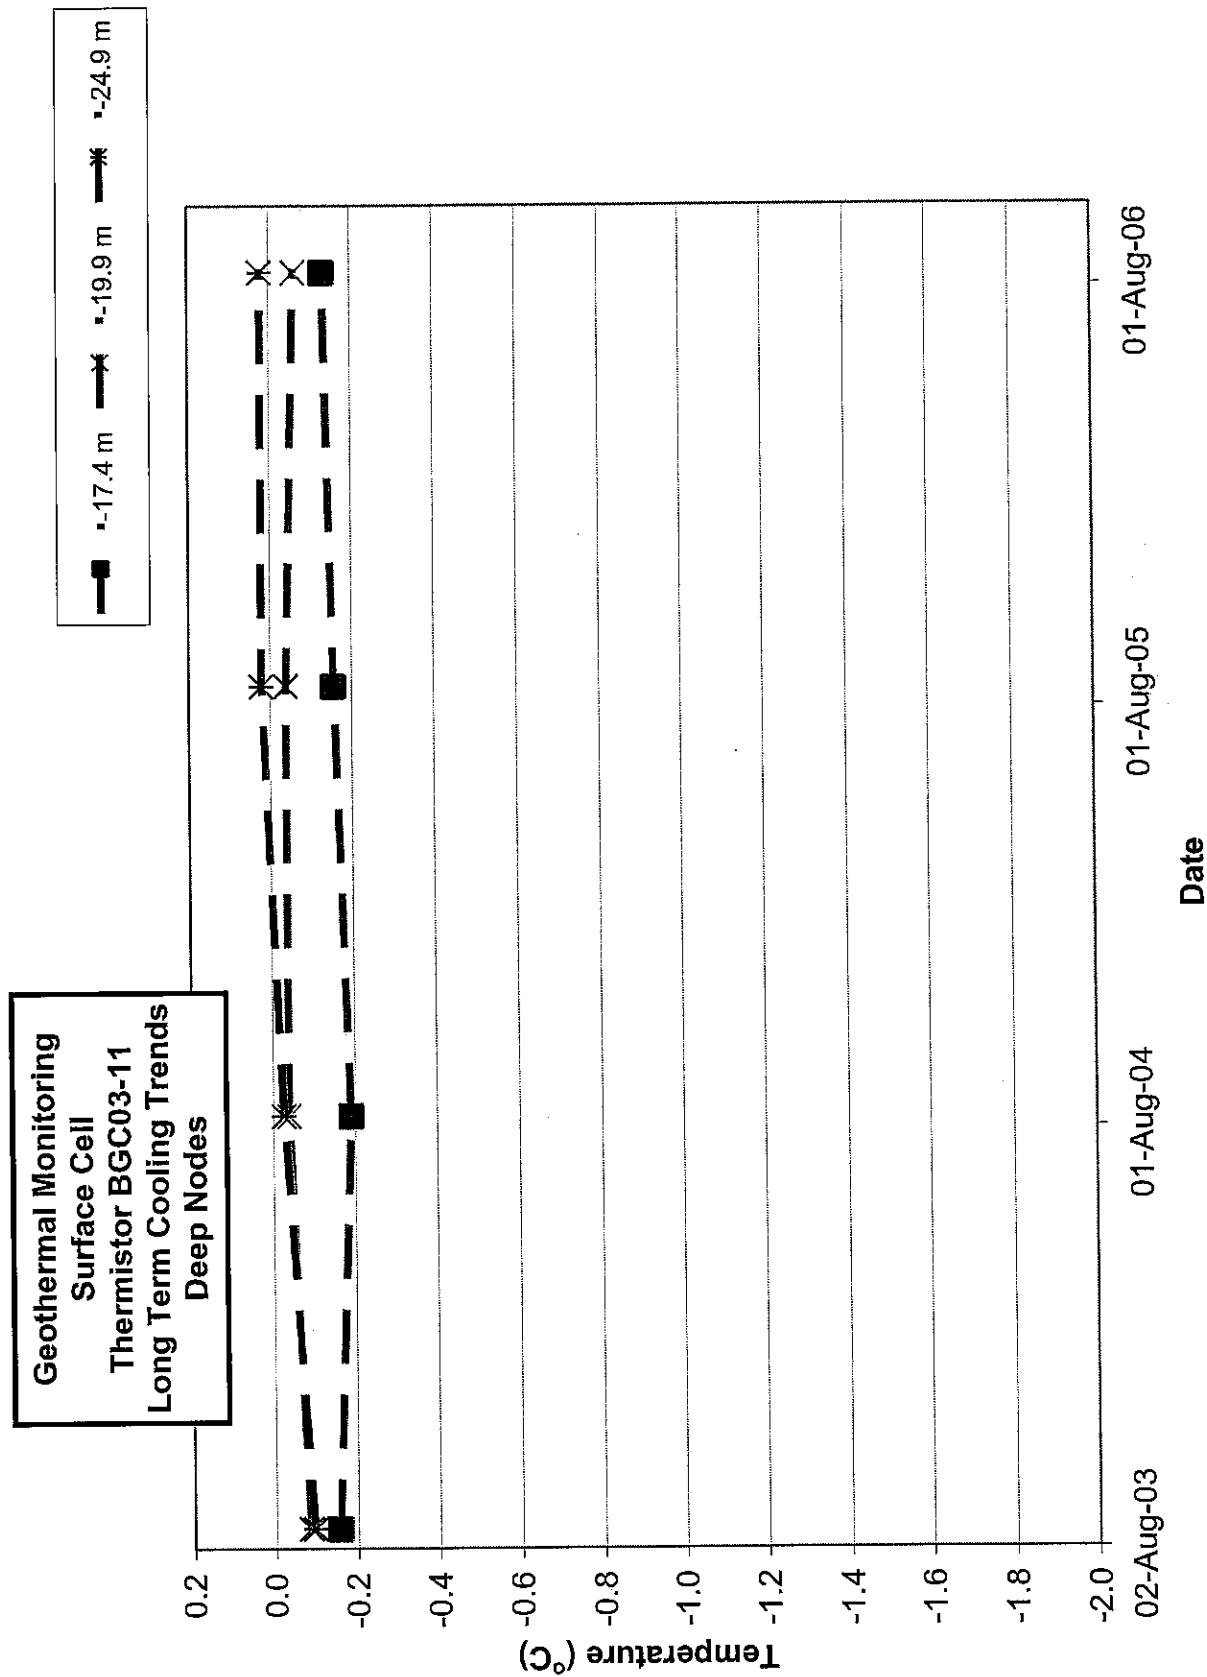 Geothermal Monitoring
Surface Cell
Thermistor BGC03-11
Long Term Cooling Trends
Deep Nodes
-17.4 m
-19.9 m
-24.9 m
0.2
0.0
-0.2
-0.4
-0.6
-0.8
-1.0
-1.2
-1.4
-1.6
-1.8
-2.0
Temperature (°C)
02-Aug-03
01-Aug-04
01-Aug-05
01-Aug-06
Date